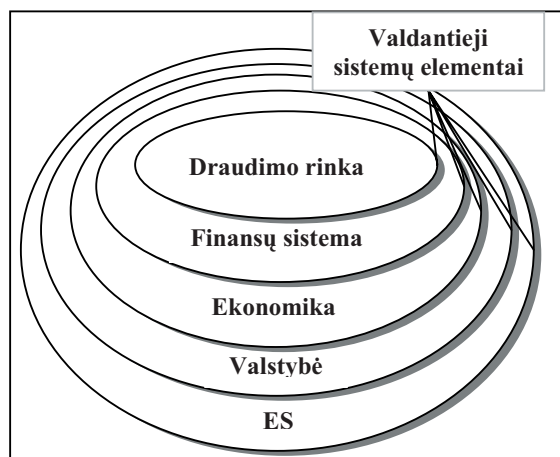 Valdantieji
sistemų elementai
Draudimo rinka
Finansų sistema
Ekonomika
Valstybė
ES